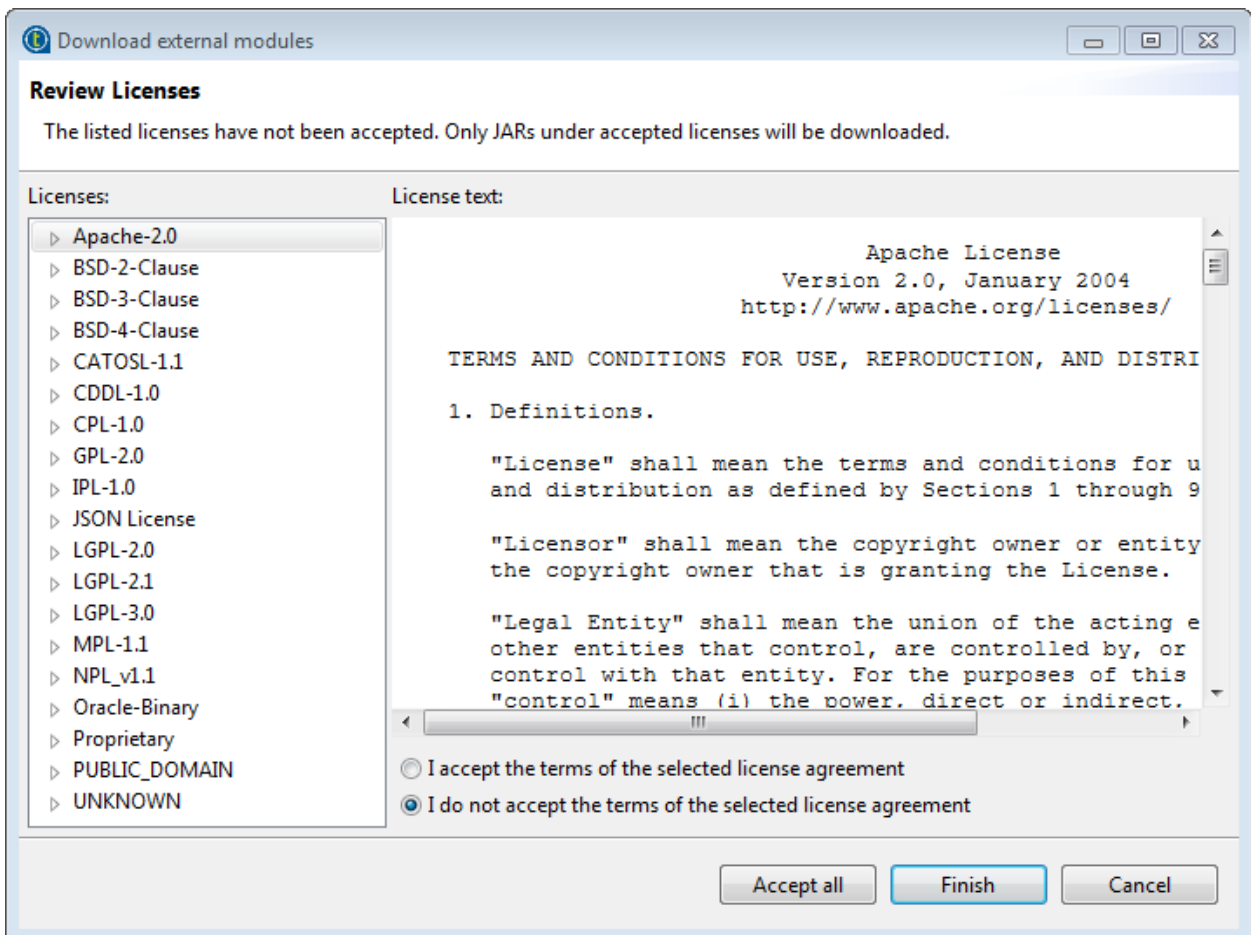 Download external modules
Review Licenses
The listed licenses have not been accepted. Only JARs under accepted licenses will be downloaded.
Licenses:
Apache-2.0
BSD-2-Clause
BSD-3-Clause
BSD-4-Clause
CATOSL-1.1
CDDL-1.0
CPL-1.0
GPL-2.0
IPL-1.0
JSON License
LGPL-2.0
LGPL-2.1
LGPL-3.0
MPL-1.1
NPL_v1.1
Oracle-Binary
Proprietary
PUBLIC_DOMAIN
UNKNOWN
License text:
Apache License
Version 2.0, January 2004
http://www.apache.org/licenses/
TERMS AND CONDITIONS FOR USE, REPRODUCTION, AND DISTRI
1. Definitions.
"License" shall mean the terms and conditions for u
and distribution as defined by Sections 1 through 9
"Licensor" shall mean the copyright owner or entity
the copyright owner that is granting the License.
"Legal Entity" shall mean the union of the acting e
other entities that control, are controlled by, or
control with that entity. For the purposes of this
"control" means (i) the power, direct or indirect,
I accept the terms of the selected license agreement
I do not accept the terms of the selected license agreement
Accept all
Finish
Cancel